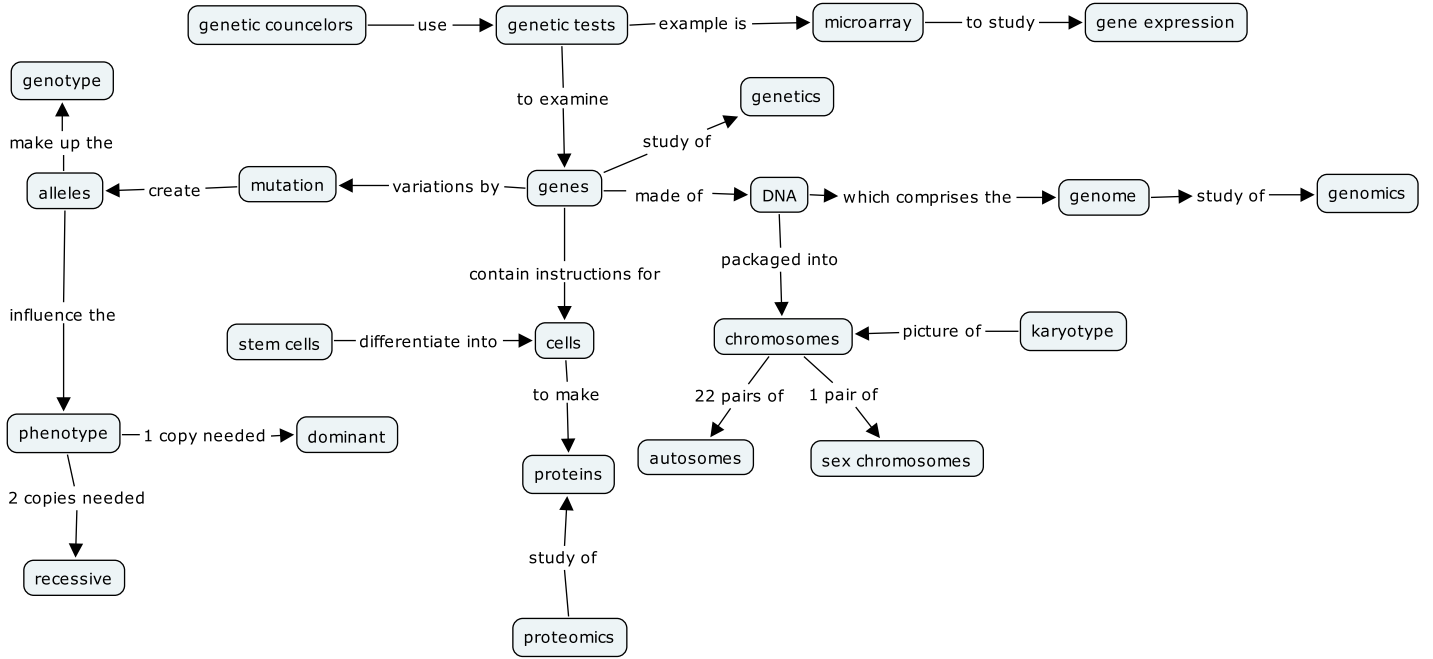 genetic councelors
use
genetic tests
example is
microarray
to study
gene expression
genotype
to examine
genetics
make up the
study of
alleles
create
mutation
variations by
genes
made of
DNA
which comprises the
genome
study of
genomics
contain instructions for
packaged into
influence the
stem cells
differentiate into
cells
chromosomes
picture of
karyotype
to make
22 pairs of
1 pair of
phenotype
1 copy needed
dominant
autosomes
sex chromosomes
proteins
2 copies needed
study of
recessive
proteomics